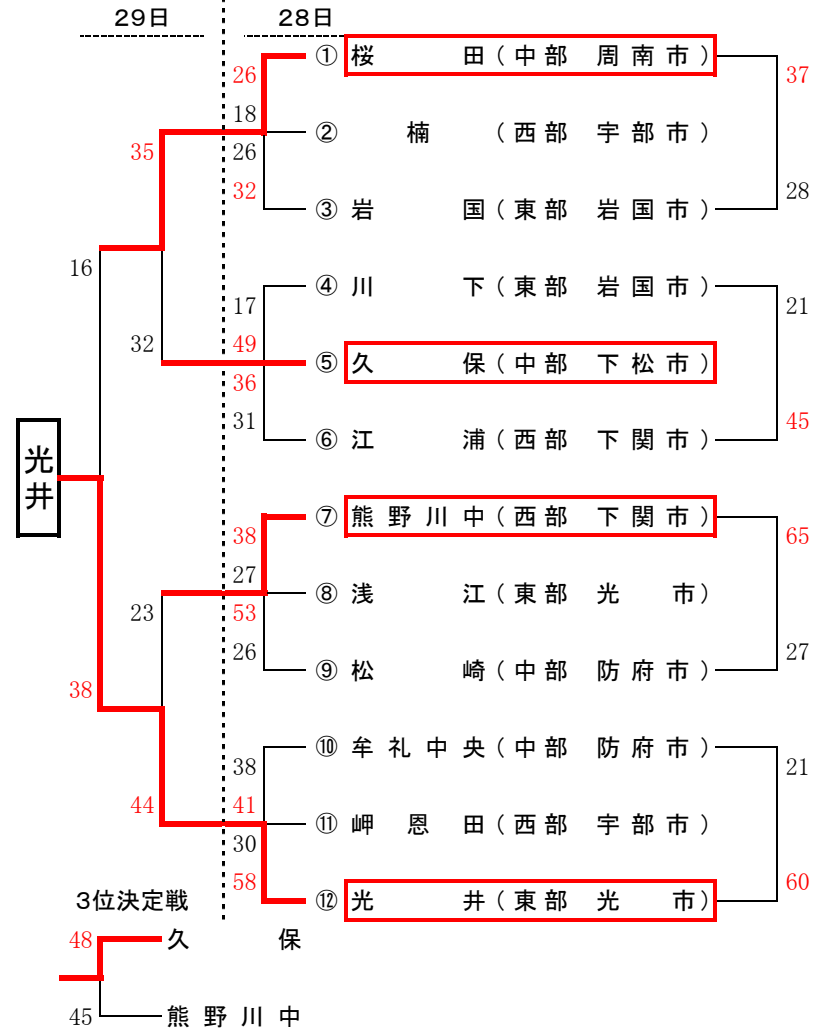 29日 28日
26 ① 桜 田 ( 中 部 周 南 市 ) 37
18
35 ② 楠 ( 西 部 宇 部 市 )
26
32 28
③ 岩 国 ( 東 部 岩 国 市 )
16
④ 川 下 ( 東 部 岩 国 市 )
17 21
32 49
⑤ 久 保 ( 中 部 下 松 市 )
36
31 45
⑥ 江 浦 ( 西 部 下 関 市 )
光井
⑦ 熊 野 川 中 ( 西 部 下 関 市 )
38 65
27
⑧ 浅 江 ( 東 部 光 市 )
23 53
26 27
⑨ 松 崎 ( 中 部 防 府 市 )
38
⑩ 牟 礼 中 央 ( 中 部 防 府 市 )
38 21
44 41
⑪ 岬 恩 田 ( 西 部 宇 部 市 )
30
58 60
⑫ 光 井 ( 東 部 光 市 )
3位決定戦
48 久 保
45 熊 野 川 中